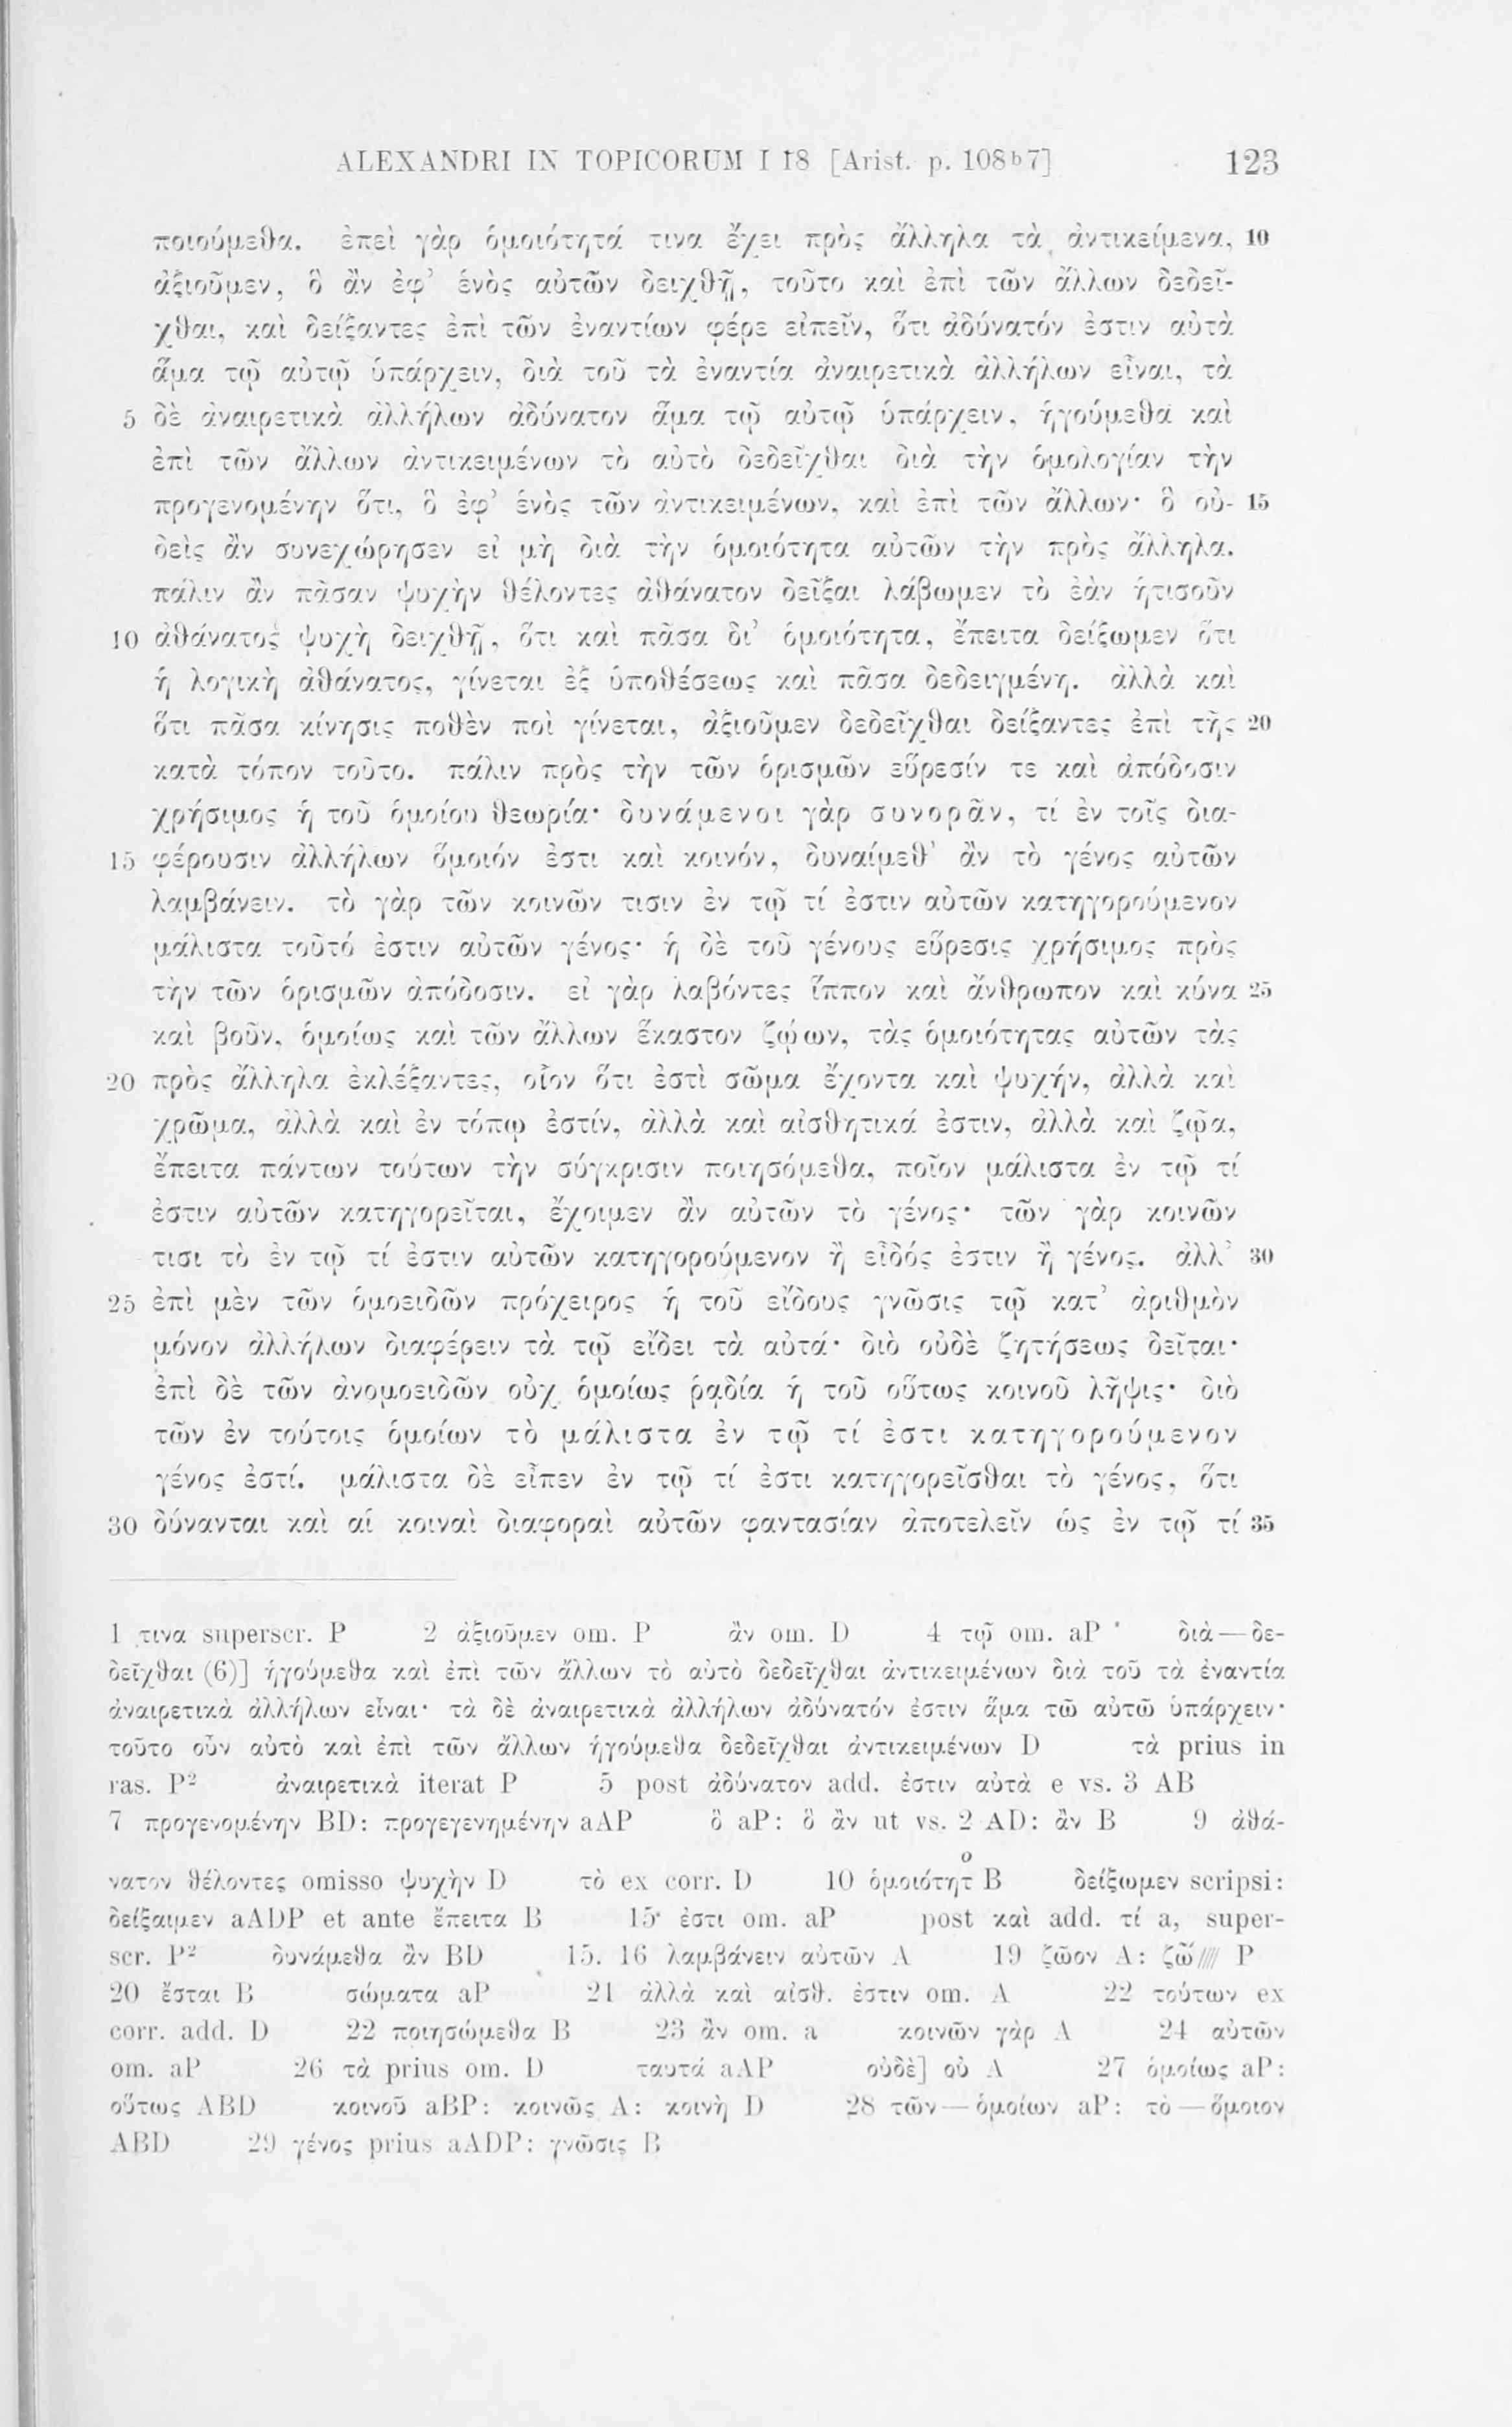 ALEXANDRI IN TOPICORUM I 18 [Arist. p. 108b7] 123
ποιούμεθα. ἐπεὶ γὰρ ὁμοιότητά τινα ἔχει πρὸς ἄλληλα τὰ ἀντικείμενα, 10
ἀξιοῦμεν, ὃ ἂν ἐφ’ ἑνὸς αὐτῶν δειχθῇ, τοῦτο καὶ ἐπὶ τῶν ἄλλων δεδεῖ-
χθαι, καὶ δείξαντες ἐπὶ τῶν ἐναντίων φέρε εἰπεῖν, ὅτι ἀδύνατόν ἐστιν αὐτὰ
ἅμα τῷ αὐτῷ ὑπάρχειν, διὰ τοῦ τὰ ἐναντία ἀναιρετικὰ ἀλλήλων εἶναι, τὰ
5 δὲ ἀναιρετικὰ ἀλλήλων ἀδύνατον ἅμα τῷ αὐτῷ ὑπάρχειν, ἡγούμεθα καὶ
ἐπὶ τῶν ἄλλων ἀντικειμένων τὸ αὐτὸ δεδεῖχθαι διὰ τὴν ὁμολογίαν τὴν
προγενομένην ὅτι, ὃ ἐφ’ ἑνὸς τῶν ἀντικειμένων, καὶ ἐπὶ τῶν ἄλλων· ὃ οὐ- 15
δεὶς ἂν συνεχώρησεν εἰ μὴ διὰ τὴν ὁμοιότητα αὐτῶν τὴν πρὸς ἄλληλα.
πάλιν ἂν πᾶσαν ψυχὴν θέλοντες ἀθάνατον δεῖξαι λάβωμεν τὸ ἐὰν ἡτισοῦν
10 ἀθάνατος ψυχὴ δειχθῇ, ὅτι καὶ πᾶσα δι’ ὁμοιότητα, ἔπειτα δείξωμεν ὅτι
ἡ λογικὴ ἀθάνατος, γίνεται ἐξ ὑποθέσεως καὶ πᾶσα δεδειγμένη. ἀλλὰ καὶ
ὅτι πᾶσα κίνησις ποθὲν ποὶ γίνεται, ἀξιοῦμεν δεδεῖχθαι δείξαντες ἐπὶ τῆς 20
κατὰ τόπον τοῦτο. πάλιν πρὸς τὴν τῶν ὁρισμῶν εὕρεσίν τε καὶ ἀπόδοσιν
χρήσιμος ἡ τοῦ ὁμοίου θεωρία· δυνάμενοι γὰρ συνορᾶν, τί ἐν τοῖς δια-
15 φέρουσιν ἀλλήλων ὅμοιόν ἐστι καὶ κοινόν, δυναίμεθ’ ἂν τὸ γένος αὐτῶν
λαμβάνειν. τὸ γὰρ τῶν κοινῶν τισιν ἐν τῷ τί ἐστιν αὐτῶν κατηγορούμενον
μάλιστα τοῦτό ἐστιν αὐτῶν γένος· ἡ δὲ τοῦ γένους εὕρεσις χρήσιμος πρὸς
τὴν τῶν ὁρισμῶν ἀπόδοσιν. εἰ γὰρ λαβόντες ἵππον καὶ ἄνθρωπον καὶ κύνα 25
καὶ βοῦν, ὁμοίως καὶ τῶν ἄλλων ἕκαστον ζῴων, τὰς ὁμοιότητας αὐτῶν τὰς
20 πρὸς ἄλληλα ἐκλέξαντες, οἷον ὅτι ἐστὶ σῶμα ἔχοντα καὶ ψυχήν, ἀλλὰ καὶ
χρῶμα, ἀλλὰ καὶ ἐν τόπῳ ἐστίν, ἀλλὰ καὶ αἰσθητικά ἐστιν, ἀλλὰ καὶ ζῷα,
ἔπειτα πάντων τούτων τὴν σύγκρισιν ποιησόμεθα, ποῖον μάλιστα ἐν τῷ τί
ἐστιν αὐτῶν κατηγορεῖται, ἔχοιμεν ἂν αὐτῶν τὸ γένος· τῶν γὰρ κοινῶν
τισι τὸ ἐν τῷ τί ἐστιν αὐτῶν κατηγορούμενον ἢ εἶδός ἐστιν ἢ γένος. ἀλλ’ 30
25 ἐπὶ μὲν τῶν ὁμοειδῶν πρόχειρος ἡ τοῦ εἴδους γνῶσις τῷ κατ’ ἀριθμὸν
μόνον ἀλλήλων διαφέρειν τὰ τῷ εἴδει τὰ αὐτά· διὸ οὐδὲ ζητήσεως δεῖται·
ἐπὶ δὲ τῶν ἀνομοειδῶν οὐχ ὁμοίως ῥᾳδία ἡ τοῦ οὕτως κοινοῦ λῆψις· διὸ
τῶν ἐν τούτοις ὁμοίων τὸ μάλιστα ἐν τῷ τί ἐστι κατηγορούμενον
γένος ἐστί. μάλιστα δὲ εἶπεν ἐν τῷ τί ἐστι κατηγορεῖσθαι τὸ γένος, ὅτι
30 δύνανται καὶ αἱ κοιναὶ διαφοραὶ αὐτῶν φαντασίαν ἀποτελεῖν ὡς ἐν τῷ τί 35
1 τινα superscr. P 2 ἀξιοῦμεν om. P ἂν om. D 4 τῷ om. aP διὰ—δε-
δεῖχθαι (6)] ἡγούμεθα καὶ ἐπὶ τῶν ἄλλων τὸ αὐτὸ δεδεῖχθαι ἀντικειμένων διὰ τοῦ τὰ ἐναντία
ἀναιρετικὰ ἀλλήλων εἶναι· τὰ δὲ ἀναιρετικὰ ἀλλήλων ἀδύνατόν ἐστιν ἅμα τῶ αὐτῶ ὑπάρχειν·
τοῦτο οὖν αὐτὸ καὶ ἐπὶ τῶν ἄλλων ἡγούμεθα δεδεῖχθαι ἀντικειμένων D τὰ prius in
ras. P² ἀναιρετικὰ iterat P 5 post ἀδύνατον add. ἐστιν αὐτὰ e vs. 3 AB
7 προγενομένην BD: προγεγενημένην aAP ὃ aP: ὃ ἂν ut vs. 2 AD: ἂν B 9 ἀθά-
νατον θέλοντες omisso ψυχὴν D τὸ ex corr. D 10 ὁμοιότητο B δείξωμεν scripsi:
δείξαιμεν aADP et ante ἔπειτα B 15 ἐστι om. aP post καὶ add. τί a, super-
scr. P² δυνάμεθα ἂν BD 15. 16 λαμβάνειν αὐτῶν A 19 ζῶον A: ζώ//// P
20 ἔσται B σώματα aP 21 ἀλλὰ καὶ αἰσθ. ἐστιν om. A 22 τούτων ex
corr. add. D 22 ποιησώμεθα B 23 ἂν om. a κοινῶν γὰρ A 24 αὐτῶν
om. aP 26 τὰ prius om. D ταυτά aAP οὐδὲ] οὐ A 27 ὁμοίως aP:
οὕτως ABD κοινοῦ aBP: κοινῶς A: κοινὴ D 28 τῶν—ὁμοίων aP: τὸ—ὅμοιον
ABD 29 γένος prius aADP: γνῶσις B